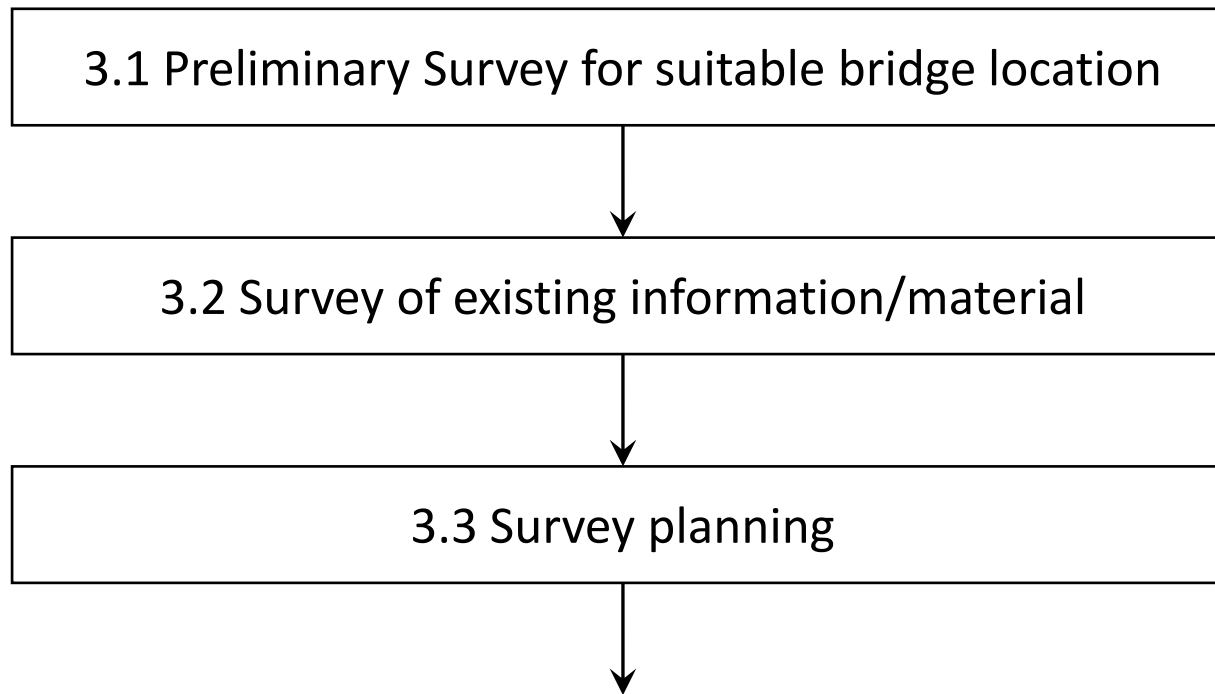 3.1 Preliminary Survey for suitable bridge location
3.2 Survey of existing information/material
3.3 Survey planning